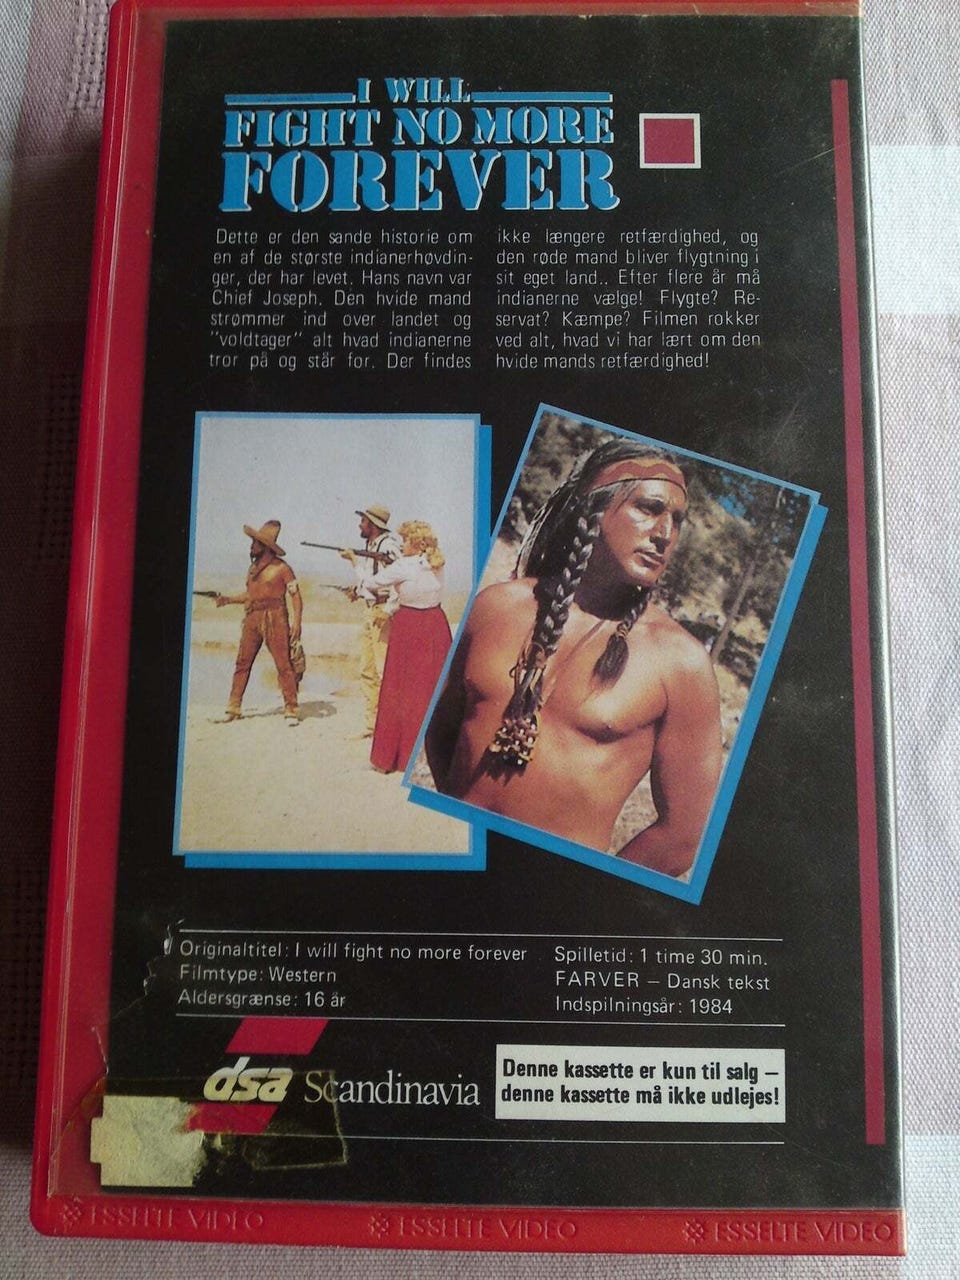 I WILL
FIGHT NO MORE
FOREVER
Dette er den sande historie om
en af de største indianerhøvdin-
ger, der har levet. Hans navn var
Chief Joseph. Den hvide mand
strømmer ind over landet og
"voldtager" alt hvad indianerne
tror på og står for. Der findes
ikke længere retfærdighed, og
den røde mand bliver flygtning i
sit eget land.. Efter flere år må
indianerne vælge! Flygte? Re-
servat? Kæmpe? Filmen rokker
ved alt, hvad vi har lært om den
hvide mands retfærdighed!
Originaltitel: I will fight no more forever
Filmtype: Western
Aldersgrænse: 16 år
Spilletid: 1 time 30 min.
FARVER – Dansk tekst
Indspilningsår: 1984
dsa Scandinavia
Denne kassette er kun til salg –
denne kassette må ikke udlejes!
ESSELTE VIDEO ESSELTE VIDEO ESSELTE VIDEO